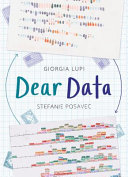 GIORGIA LUPI
Dear Data
STEFANIE POSAVEC